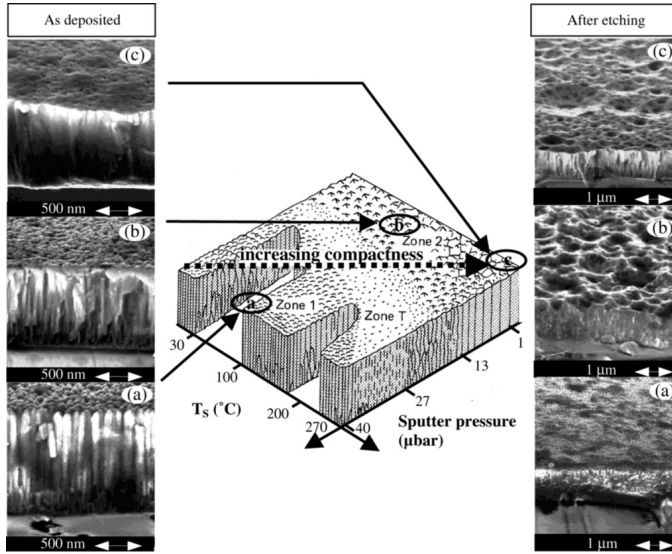 As deposited
(c)
500 nm
(b)
500 nm
(a)
500 nm
b
Zone 2
c
increasing compactness
a
Zone 1
Zone T
30
100
200
270
T_S (°C)
40
27
13
1
Sputter pressure
(μbar)
After etching
(c)
1 μm
(b)
1 μm
(a)
1 μm